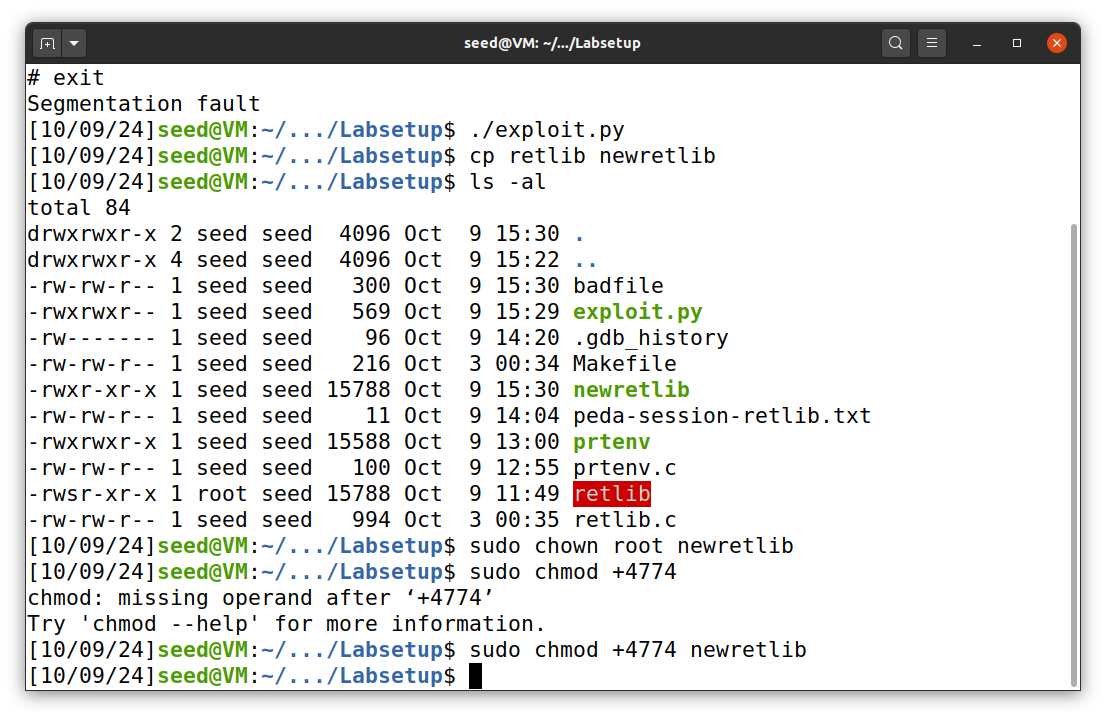 seed@VM: ~/.../Labsetup
# exit
Segmentation fault
[10/09/24]seed@VM:~/.../Labsetup$ ./exploit.py
[10/09/24]seed@VM:~/.../Labsetup$ cp retlib newretlib
[10/09/24]seed@VM:~/.../Labsetup$ ls -al
total 84
drwxrwxr-x 2 seed seed  4096 Oct  9 15:30 .
drwxrwxr-x 4 seed seed  4096 Oct  9 15:22 ..
-rw-rw-r-- 1 seed seed   300 Oct  9 15:30 badfile
-rwxrwxr-- 1 seed seed   569 Oct  9 15:29 exploit.py
-rw------- 1 seed seed    96 Oct  9 14:20 .gdb_history
-rw-rw-r-- 1 seed seed   216 Oct  3 00:34 Makefile
-rwxr-xr-x 1 seed seed 15788 Oct  9 15:30 newretlib
-rw-rw-r-- 1 seed seed    11 Oct  9 14:04 peda-session-retlib.txt
-rwxrwxr-x 1 seed seed 15588 Oct  9 13:00 prtenv
-rw-rw-r-- 1 seed seed   100 Oct  9 12:55 prtenv.c
-rwsr-xr-x 1 root seed 15788 Oct  9 11:49 retlib
-rw-rw-r-- 1 seed seed   994 Oct  3 00:35 retlib.c
[10/09/24]seed@VM:~/.../Labsetup$ sudo chown root newretlib
[10/09/24]seed@VM:~/.../Labsetup$ sudo chmod +4774
chmod: missing operand after ‘+4774’
Try 'chmod --help' for more information.
[10/09/24]seed@VM:~/.../Labsetup$ sudo chmod +4774 newretlib
[10/09/24]seed@VM:~/.../Labsetup$